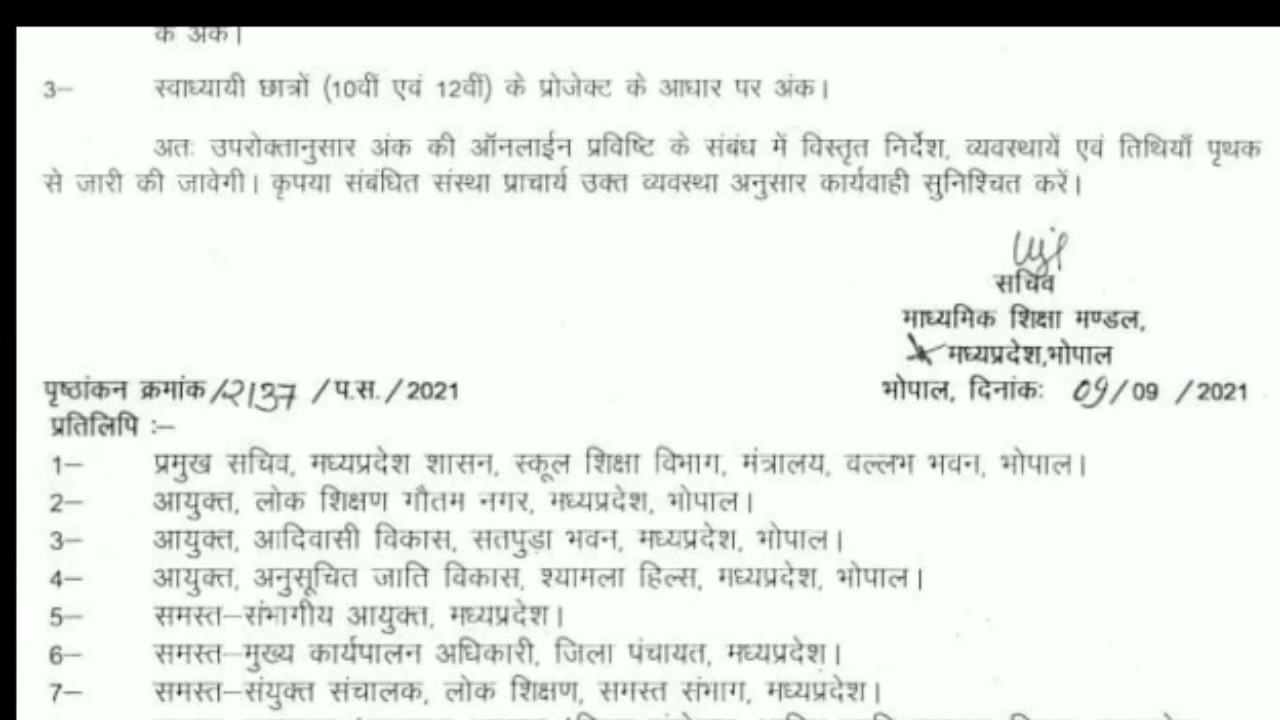 के अंक।
3– स्वाध्यायी छात्रों (10वीं एवं 12वीं) के प्रोजेक्ट के आधार पर अंक।
अतः उपरोक्तानुसार अंक की ऑनलाईन प्रविष्टि के संबंध में विस्तृत निर्देश, व्यवस्थायें एवं तिथियाँ पृथक
से जारी की जावेगी। कृपया संबंधित संस्था प्राचार्य उक्त व्यवस्था अनुसार कार्यवाही सुनिश्चित करें।
सचिव
माध्यमिक शिक्षा मण्डल,
मध्यप्रदेश,भोपाल
पृष्ठांकन क्रमांक/2137 /प.स./2021 भोपाल, दिनांकः 09/09 /2021
प्रतिलिपि :–
1– प्रमुख सचिव, मध्यप्रदेश शासन, स्कूल शिक्षा विभाग, मंत्रालय, वल्लभ भवन, भोपाल।
2– आयुक्त, लोक शिक्षण गौतम नगर, मध्यप्रदेश, भोपाल।
3– आयुक्त, आदिवासी विकास, सतपुड़ा भवन, मध्यप्रदेश, भोपाल।
4– आयुक्त, अनुसूचित जाति विकास, श्यामला हिल्स, मध्यप्रदेश, भोपाल।
5– समस्त–संभागीय आयुक्त, मध्यप्रदेश।
6– समस्त–मुख्य कार्यपालन अधिकारी, जिला पंचायत, मध्यप्रदेश।
7– समस्त–संयुक्त संचालक, लोक शिक्षण, समस्त संभाग, मध्यप्रदेश।